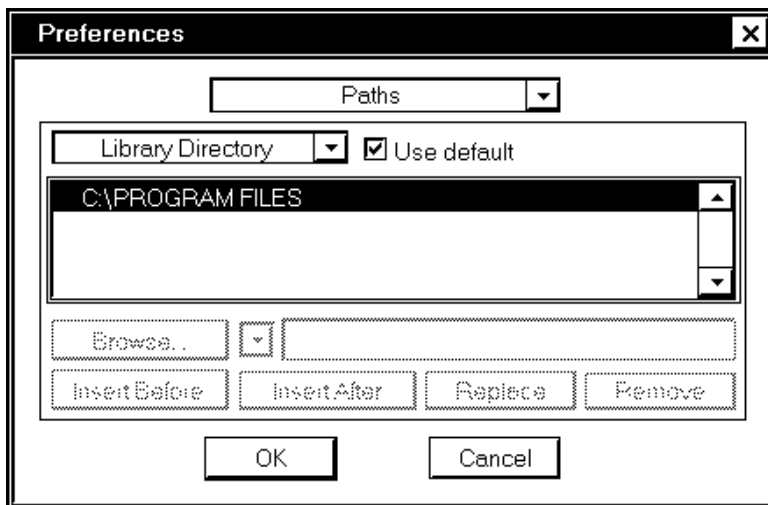 Preferences
Paths
Library Directory Use default
C:\PROGRAM FILES
Browse...
Insert Before Insert After Replace Remove
OK Cancel